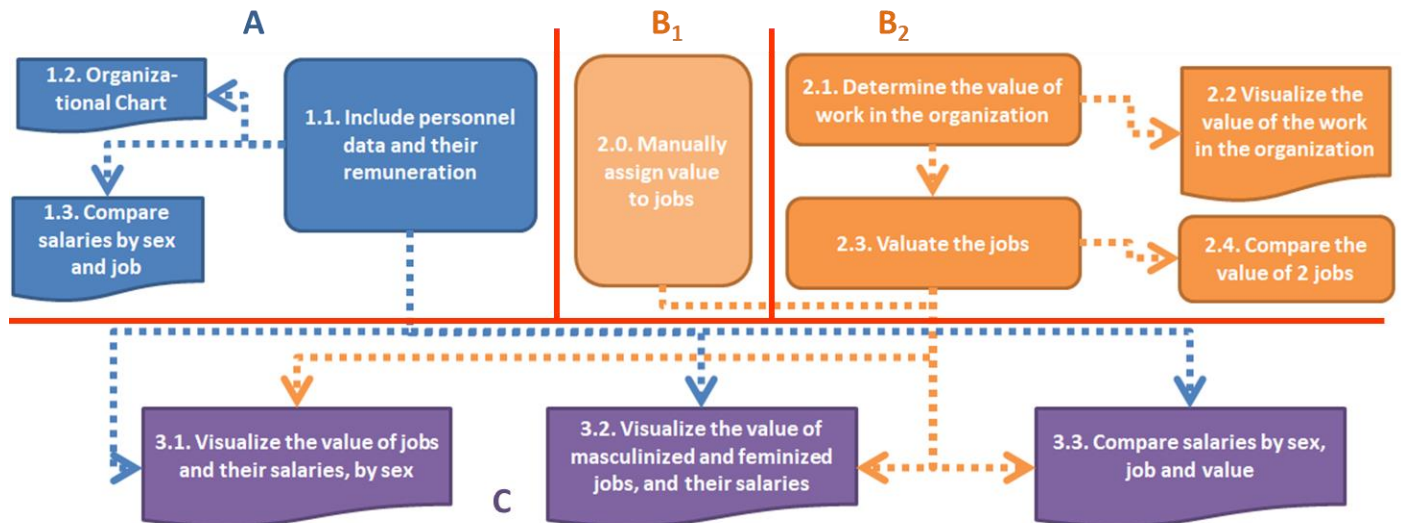 A
B₁
B₂
1.2. Organiza-
tional Chart
1.1. Include personnel
data and their
remuneration
1.3. Compare
salaries by sex
and job
2.0. Manually
assign value
to jobs
2.1. Determine the value of
work in the organization
2.2 Visualize the
value of the work
in the organization
2.3. Valuate the jobs
2.4. Compare the
value of 2 jobs
3.1. Visualize the value of jobs
and their salaries, by sex
3.2. Visualize the value of
masculinized and feminized
jobs, and their salaries
3.3. Compare salaries by sex,
job and value
C